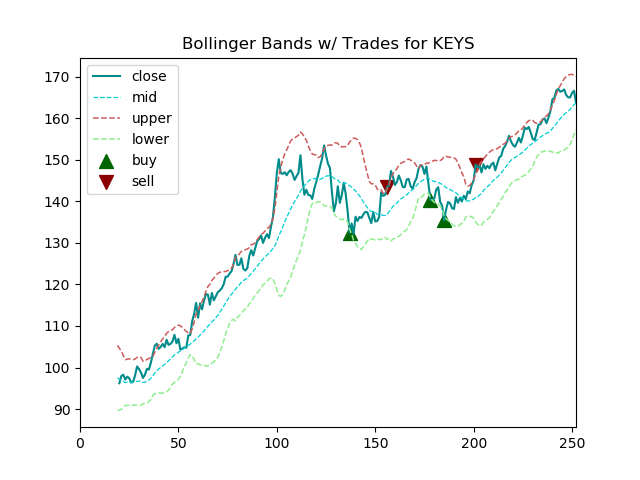 Bollinger Bands w/ Trades for KEYS
close
mid
upper
lower
buy
sell
170
160
150
140
130
120
110
100
90
0 50 100 150 200 250